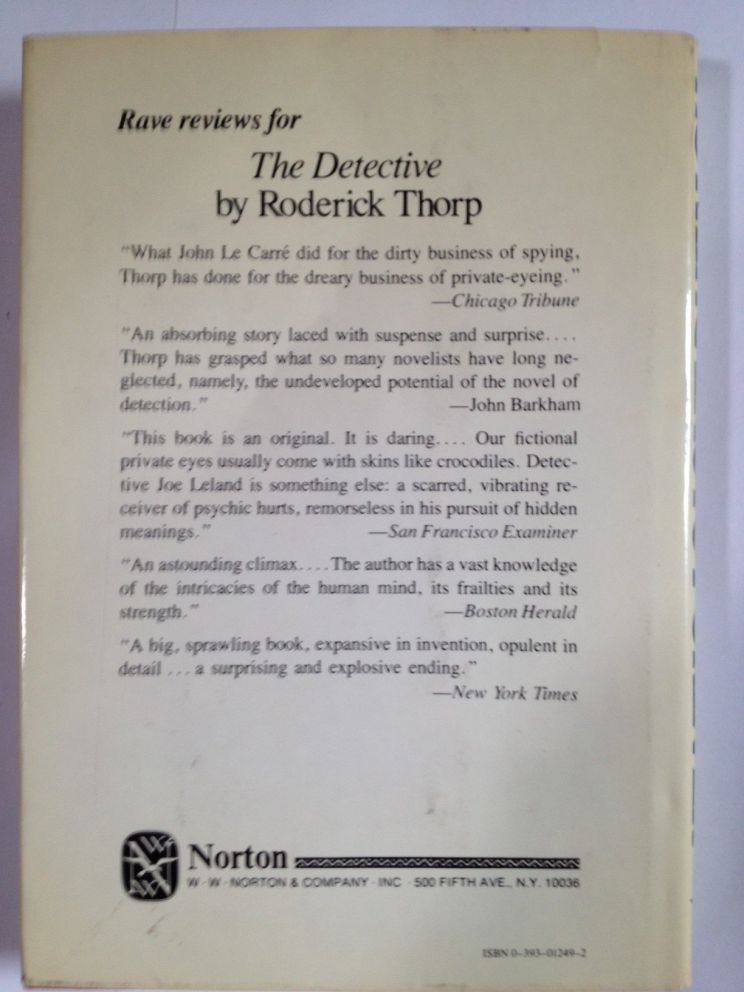 Rave reviews for
The Detective
by Roderick Thorp
"What John Le Carré did for the dirty business of spying,
Thorp has done for the dreary business of private-eyeing."
—Chicago Tribune
"An absorbing story laced with suspense and surprise....
Thorp has grasped what so many novelists have long ne-
glected, namely, the undeveloped potential of the novel of
detection." —John Barkham
"This book is an original. It is daring.... Our fictional
private eyes usually come with skins like crocodiles. Detec-
tive Joe Leland is something else: a scarred, vibrating re-
ceiver of psychic hurts, remorseless in his pursuit of hidden
meanings." —San Francisco Examiner
"An astounding climax.... The author has a vast knowledge
of the intricacies of the human mind, its frailties and its
strength." —Boston Herald
"A big, sprawling book, expansive in invention, opulent in
detail ... a surprising and explosive ending."
—New York Times
Norton
W · W · NORTON & COMPANY · INC · 500 FIFTH AVE., N.Y. 10036
ISBN 0-393-01249-2